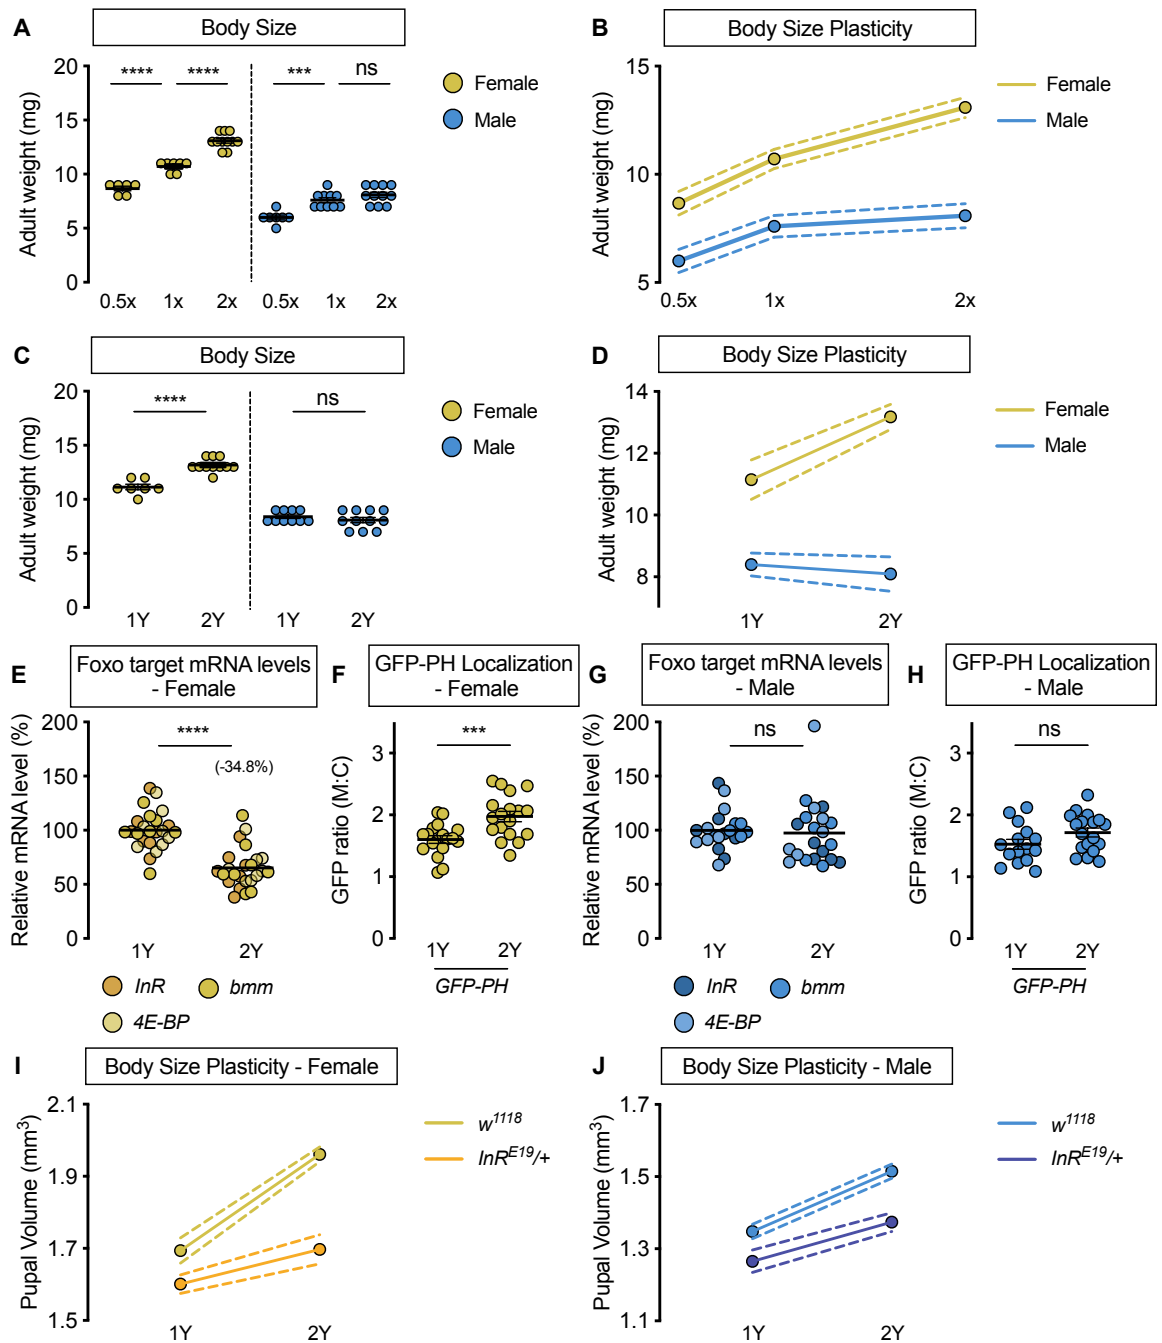 A
Body Size
Adult weight (mg)
20
15
10
5
0
****
****
***
ns
0.5x
1x
2x
0.5x
1x
2x
Female
Male
B
Body Size Plasticity
Adult weight (mg)
15
10
5
0.5x
1x
2x
Female
Male
C
Body Size
Adult weight (mg)
20
15
10
5
0
****
ns
1Y
2Y
1Y
2Y
Female
Male
D
Body Size Plasticity
Adult weight (mg)
14
12
10
8
1Y
2Y
Female
Male
E
Foxo target mRNA levels
- Female
Relative mRNA level (%)
200
150
100
50
0
****
(-34.8%)
1Y
2Y
InR
bmm
4E-BP
F
GFP-PH Localization
- Female
GFP ratio (M:C)
3
2
1
0
***
1Y
2Y
GFP-PH
G
Foxo target mRNA levels
- Male
Relative mRNA level (%)
200
150
100
50
0
ns
1Y
2Y
InR
bmm
4E-BP
H
GFP-PH Localization
- Male
GFP ratio (M:C)
3
2
1
0
ns
1Y
2Y
GFP-PH
I
Body Size Plasticity - Female
Pupal Volume (mm³)
2.1
1.9
1.7
1.5
1Y
2Y
w¹¹¹⁸
InRᴱ¹⁹/+
J
Body Size Plasticity - Male
Pupal Volume (mm³)
1.7
1.5
1.3
1.1
1Y
2Y
w¹¹¹⁸
InRᴱ¹⁹/+